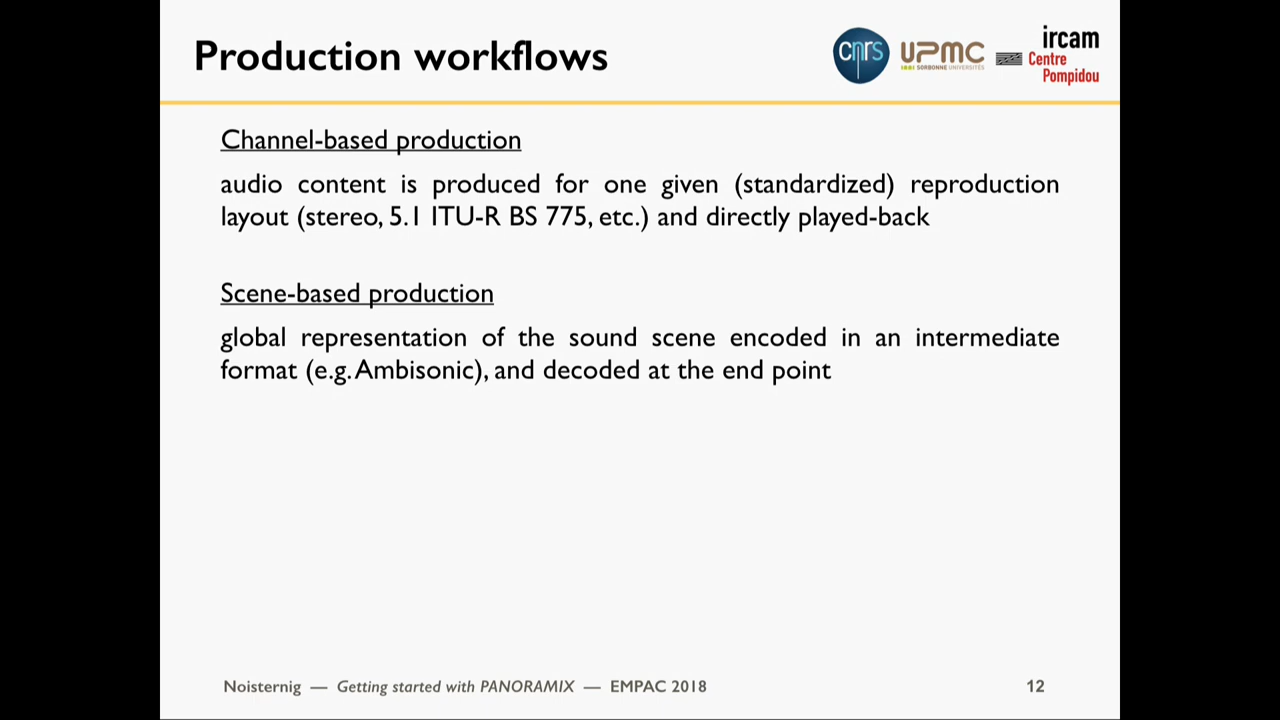 Production workflows
cnrs
UPMC
SORBONNE UNIVERSITÉS
ircam
Centre
Pompidou
Channel-based production
audio content is produced for one given (standardized) reproduction
layout (stereo, 5.1 ITU-R BS 775, etc.) and directly played-back
Scene-based production
global representation of the sound scene encoded in an intermediate
format (e.g. Ambisonic), and decoded at the end point
Noisternig — Getting started with PANORAMIX — EMPAC 2018
12